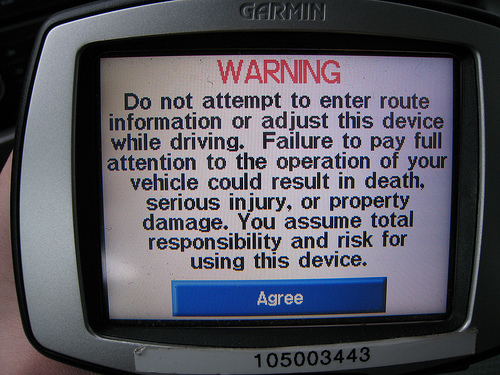 GARMIN
WARNING
Do not attempt to enter route
information or adjust this device
while driving. Failure to pay full
attention to the operation of your
vehicle could result in death,
serious injury, or property
damage. You assume total
responsibility and risk for
using this device.
Agree
105003443